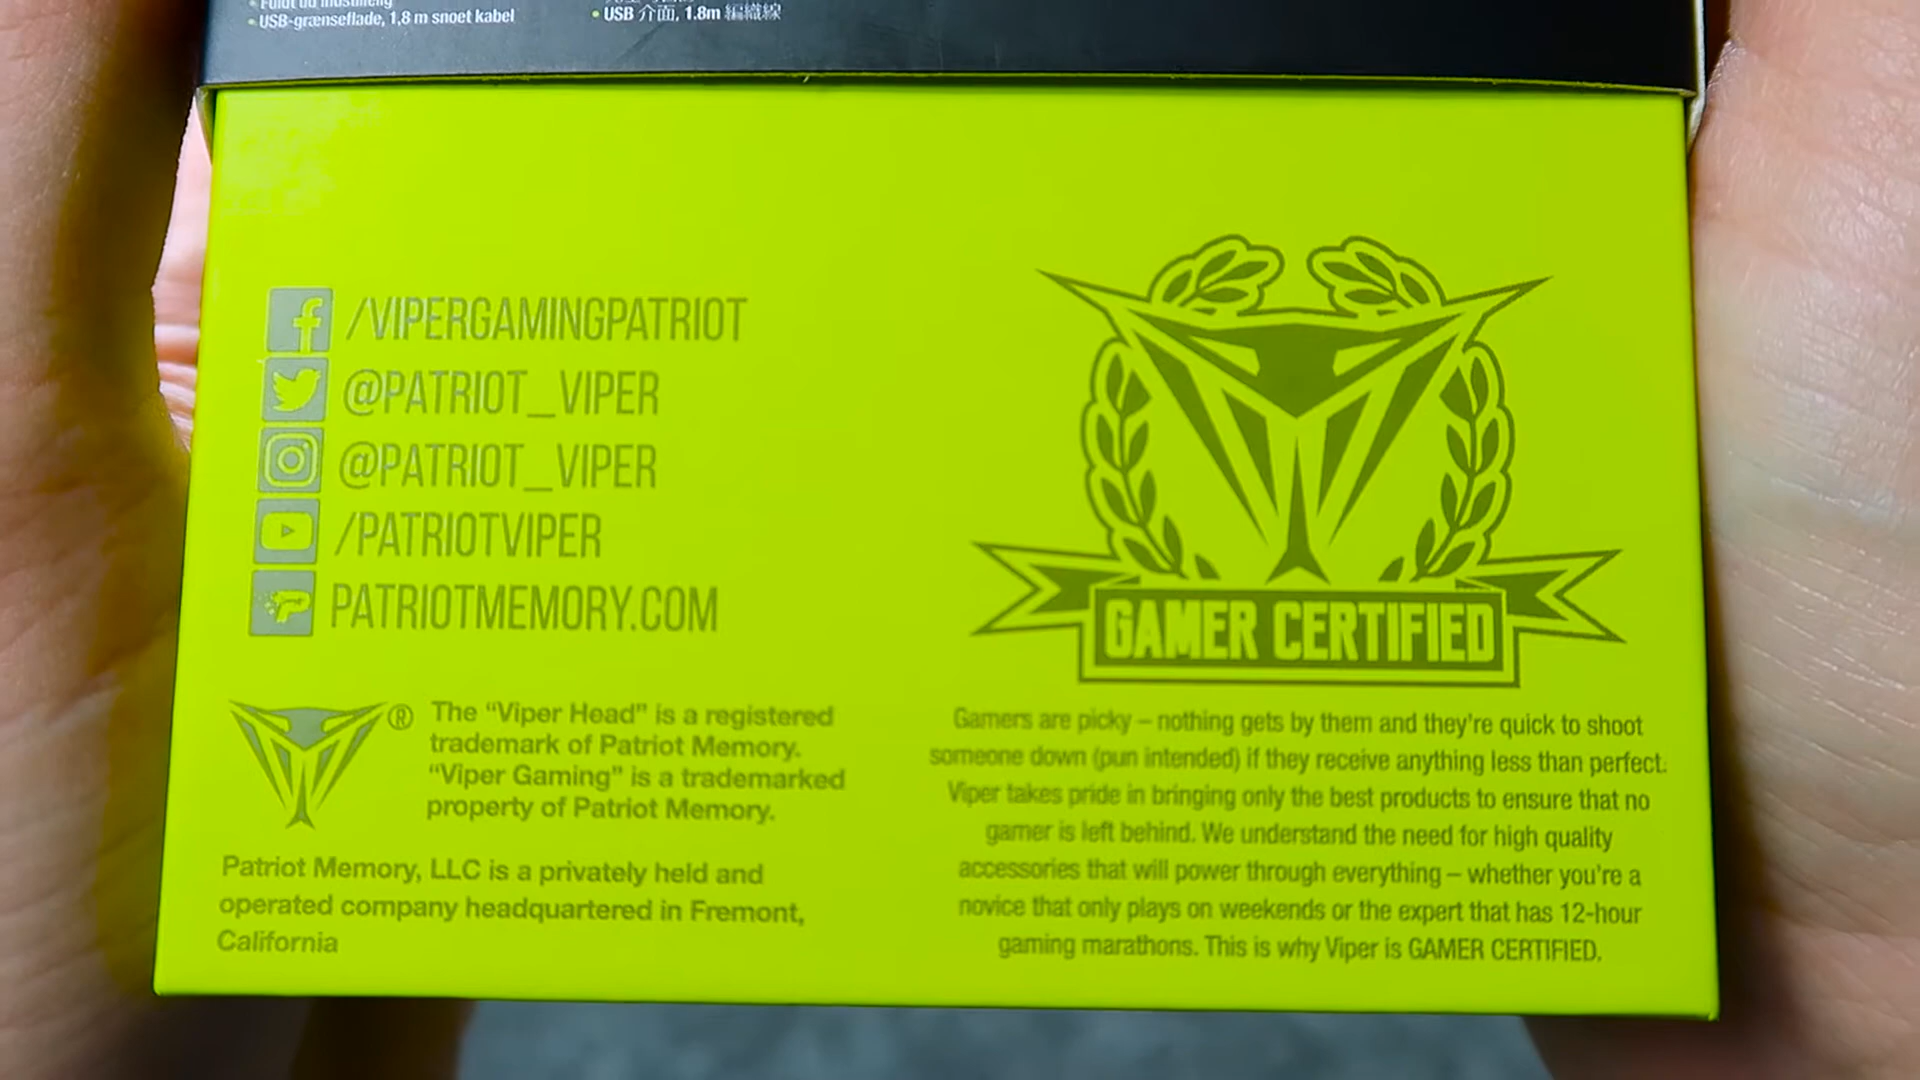 • Fuldt ud indstillelig
• USB-grænseflade, 1,8 m snoet kabel
• USB 介面, 1.8m 編織線
/VIPERGAMINGPATRIOT
@PATRIOT_VIPER
@PATRIOT_VIPER
/PATRIOTVIPER
PATRIOTMEMORY.COM
® The “Viper Head” is a registered
trademark of Patriot Memory.
“Viper Gaming” is a trademarked
property of Patriot Memory.
Patriot Memory, LLC is a privately held and
operated company headquartered in Fremont,
California
GAMER CERTIFIED
Gamers are picky – nothing gets by them and they’re quick to shoot
someone down (pun intended) if they receive anything less than perfect.
Viper takes pride in bringing only the best products to ensure that no
gamer is left behind. We understand the need for high quality
accessories that will power through everything – whether you’re a
novice that only plays on weekends or the expert that has 12-hour
gaming marathons. This is why Viper is GAMER CERTIFIED.